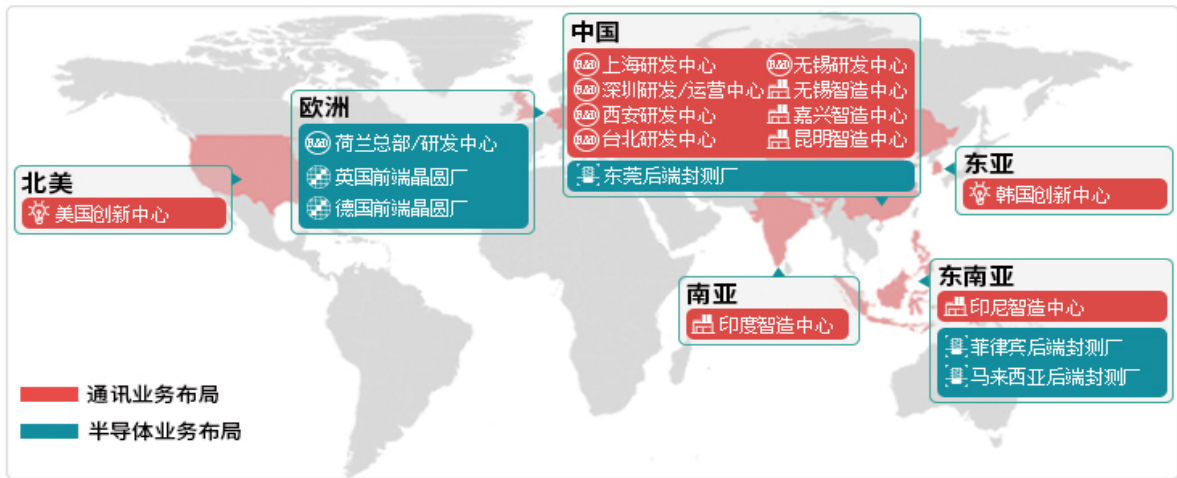 中国
R&D 上海研发中心
R&D 无锡研发中心
R&D 深圳研发/运营中心
无锡智造中心
R&D 西安研发中心
嘉兴智造中心
R&D 台北研发中心
昆明智造中心
东莞后端封测厂
欧洲
R&D 荷兰总部/研发中心
英国前端晶圆厂
德国前端晶圆厂
北美
美国创新中心
东亚
韩国创新中心
南亚
印度智造中心
东南亚
印尼智造中心
菲律宾后端封测厂
马来西亚后端封测厂
通讯业务布局
半导体业务布局